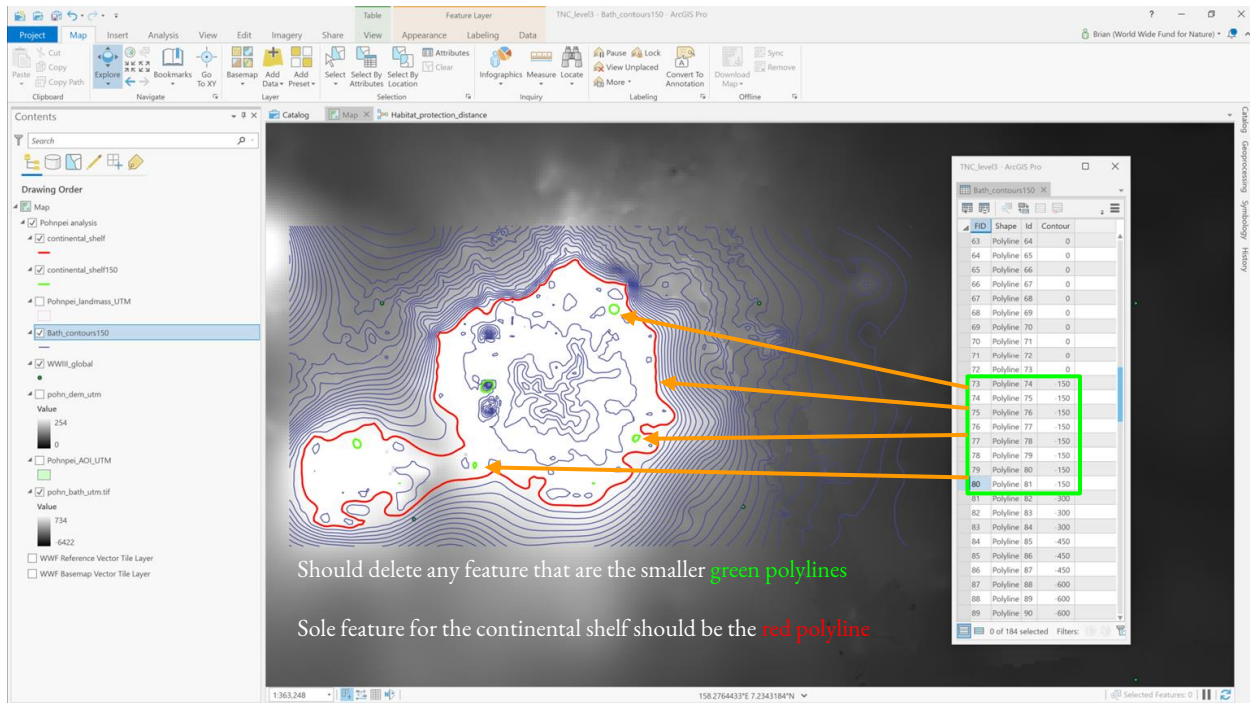 Table
Feature Layer
TNC_level3 - Bath_contours150 - ArcGIS Pro
Project Map Insert Analysis View Edit Imagery Share View Appearance Labeling Data
Brian (World Wide Fund for Nature)
Paste
Cut
Copy
Copy Path
Explore
Bookmarks
Go To XY
Basemap
Add Data
Add Preset
Select
Select By Attributes
Select By Location
Attributes
Clear
Infographics
Measure
Locate
Pause
Lock
View Unplaced
More
Convert To Annotation
Download Map
Sync
Remove
Clipboard
Navigate
Layer
Selection
Inquiry
Labeling
Offline
Contents
Search
Drawing Order
Map
Pohnpei analysis
continental_shelf
continental_shelf150
Pohnpei_landmass_UTM
Bath_contours150
WWIII_global
pohn_dem_utm
Value
254
0
Pohnpei_AOI_UTM
pohn_bath_utm.tif
Value
734
-6422
WWF Reference Vector Tile Layer
WWF Basemap Vector Tile Layer
Catalog
Map
Habitat_protection_distance
TNC_level3 - ArcGIS Pro
Bath_contours150
FID Shape Id Contour
63 Polyline 64 0
64 Polyline 65 0
65 Polyline 66 0
66 Polyline 67 0
67 Polyline 68 0
68 Polyline 69 0
69 Polyline 70 0
70 Polyline 71 0
71 Polyline 72 0
72 Polyline 73 0
73 Polyline 74 -150
74 Polyline 75 -150
75 Polyline 76 -150
76 Polyline 77 -150
77 Polyline 78 -150
78 Polyline 79 -150
79 Polyline 80 -150
80 Polyline 81 -150
81 Polyline 82 -300
82 Polyline 83 -300
83 Polyline 84 -300
84 Polyline 85 -450
85 Polyline 86 -450
86 Polyline 87 -450
87 Polyline 88 -600
88 Polyline 89 -600
89 Polyline 90 -600
0 of 184 selected Filters:
Should delete any feature that are the smaller green polylines
Sole feature for the continental shelf should be the red polyline
1:363,248
158.2764433°E 7.2343184°N
Selected Features: 0
Catalog
Geoprocessing
Symbology
History